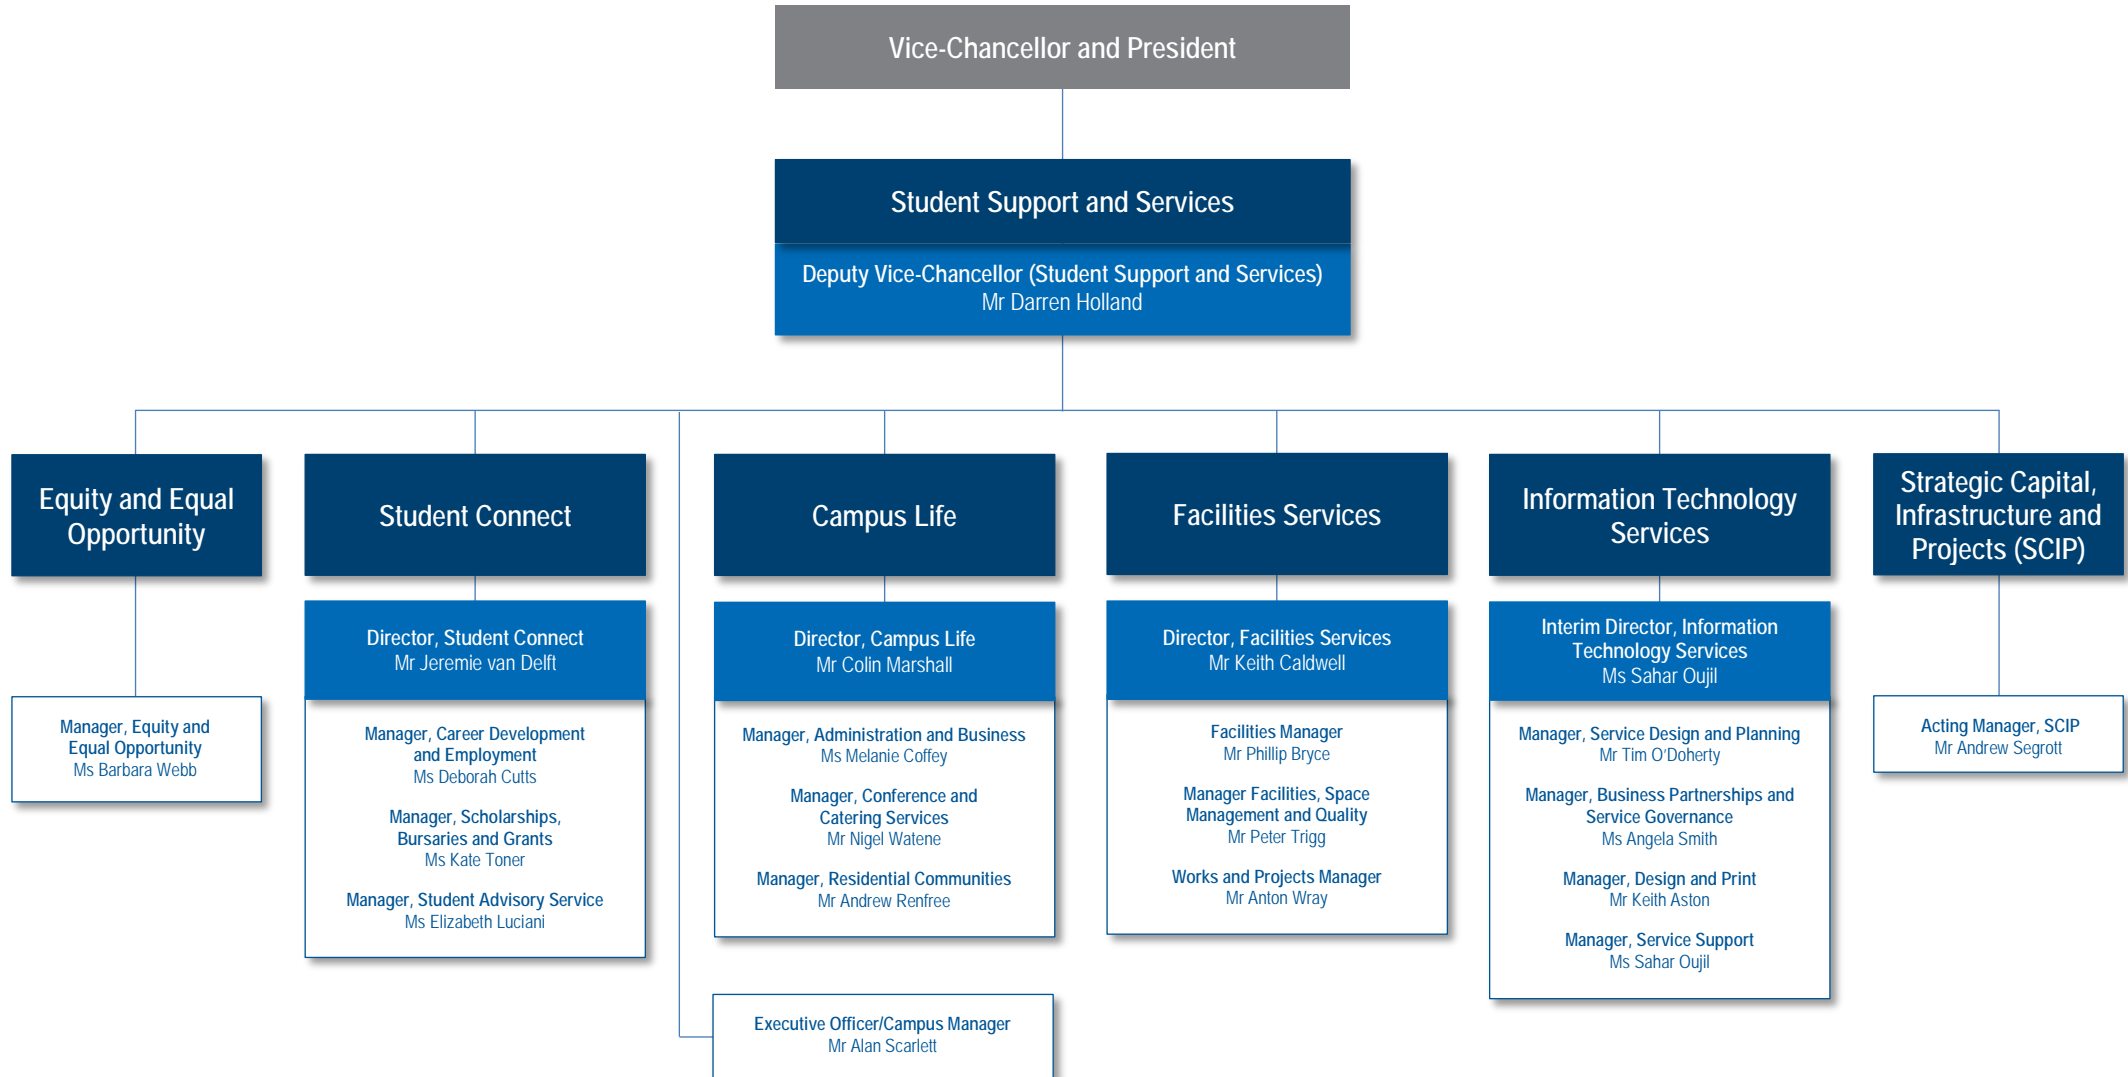 Vice-Chancellor and President
Student Support and Services
Deputy Vice-Chancellor (Student Support and Services)
Mr Darren Holland
Equity and Equal
Opportunity
Manager, Equity and
Equal Opportunity
Ms Barbara Webb
Student Connect
Director, Student Connect
Mr Jeremie van Delft
Manager, Career Development
and Employment
Ms Deborah Cutts
Manager, Scholarships,
Bursaries and Grants
Ms Kate Toner
Manager, Student Advisory Service
Ms Elizabeth Luciani
Campus Life
Director, Campus Life
Mr Colin Marshall
Manager, Administration and Business
Ms Melanie Coffey
Manager, Conference and
Catering Services
Mr Nigel Watene
Manager, Residential Communities
Mr Andrew Renfree
Executive Officer/Campus Manager
Mr Alan Scarlett
Facilities Services
Director, Facilities Services
Mr Keith Caldwell
Facilities Manager
Mr Phillip Bryce
Manager Facilities, Space
Management and Quality
Mr Peter Trigg
Works and Projects Manager
Mr Anton Wray
Information Technology
Services
Interim Director, Information
Technology Services
Ms Sahar Oujil
Manager, Service Design and Planning
Mr Tim O'Doherty
Manager, Business Partnerships and
Service Governance
Ms Angela Smith
Manager, Design and Print
Mr Keith Aston
Manager, Service Support
Ms Sahar Oujil
Strategic Capital,
Infrastructure and
Projects (SCIP)
Acting Manager, SCIP
Mr Andrew Segrott